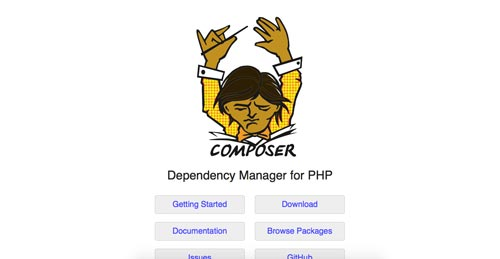 COMPOSER
Dependency Manager for PHP
Getting Started
Download
Documentation
Browse Packages
Issues
GitHub